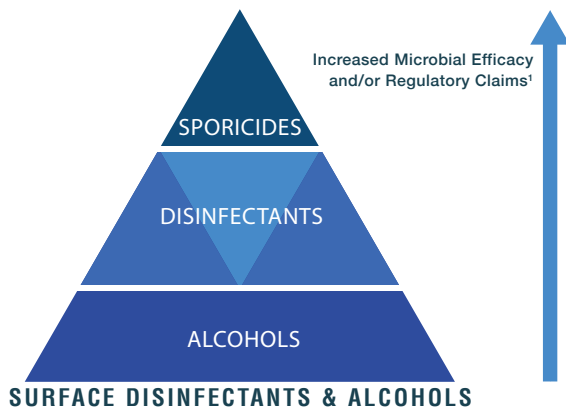 Increased Microbial Efficacy
and/or Regulatory Claims¹
SPORICIDES
DISINFECTANTS
ALCOHOLS
SURFACE DISINFECTANTS & ALCOHOLS